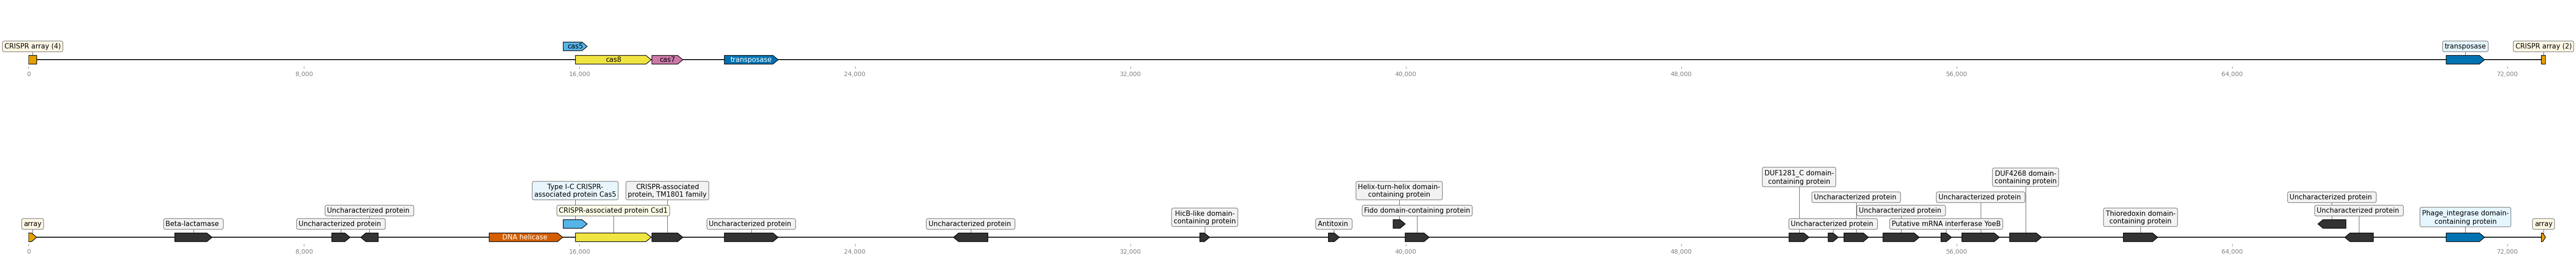 CRISPR array (4)
cas5
transposase
CRISPR array (2)
cas8
cas7
transposase
0
8,000
16,000
24,000
32,000
40,000
48,000
56,000
64,000
72,000
DUF1281_C domain-
containing protein
DUF4268 domain-
containing protein
Type I-C CRISPR-
associated protein Cas5
CRISPR-associated
protein, TM1801 family
Helix-turn-helix domain-
containing protein
Uncharacterized protein
Uncharacterized protein
Uncharacterized protein
Uncharacterized protein
CRISPR-associated protein Csd1
HicB-like domain-
containing protein
Fido domain-containing protein
Uncharacterized protein
Thioredoxin domain-
containing protein
Uncharacterized protein
Phage_integrase domain-
containing protein
array
Beta-lactamase
Uncharacterized protein
Uncharacterized protein
Uncharacterized protein
Antitoxin
Uncharacterized protein
Putative mRNA interferase YoeB
array
DNA helicase
0
8,000
16,000
24,000
32,000
40,000
48,000
56,000
64,000
72,000